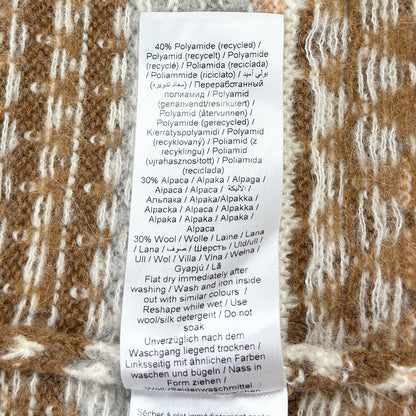 40% Polyamide (recycled) /
Polyamid (recycelt) / Polyamide
(recyclé) / Poliamida (reciclada)
/ Poliammide (riciclato) / بولي أميد
(معاد تدويره) / Переработанный
полиамид / Polyamid
(genanvendt/resirkulert) /
Polyamid (återvunnen) /
Polyamide (gerecycled) /
Kierrätyspolyamidi / Polyamid
(recyklovaný) / Poliamid (z
recyklingu) / Poliamid
(újrahasznosított) / Poliamida
(reciclada)
30% Alpaca / Alpaka / Alpaga /
Alpaca / Alpaca / الألبكة /
Альпака / Alpaka/Alpakka /
Alpacka / Alpaca / Alpakka /
Alpaka / Alpaka / Alpaka /
Alpaca
30% Wool / Wolle / Laine / Lana
/ Lana / صوف / Шерсть / Uld/ull /
Ull / Wol / Villa / Vlna / Wełna /
Gyapjú / Lã
Flat dry immediately after
washing / Wash and iron inside
out with similar colours /
Reshape while wet / Use
wool/silk detergent / Do not
soak
Unverzüglich nach dem
Waschgang liegend trocknen /
Linksseitig mit ähnlichen Farben
waschen und bügeln / Nass in
Form ziehen /
Woll-/Seidenwaschmittel
Sécher à plat immédiatement